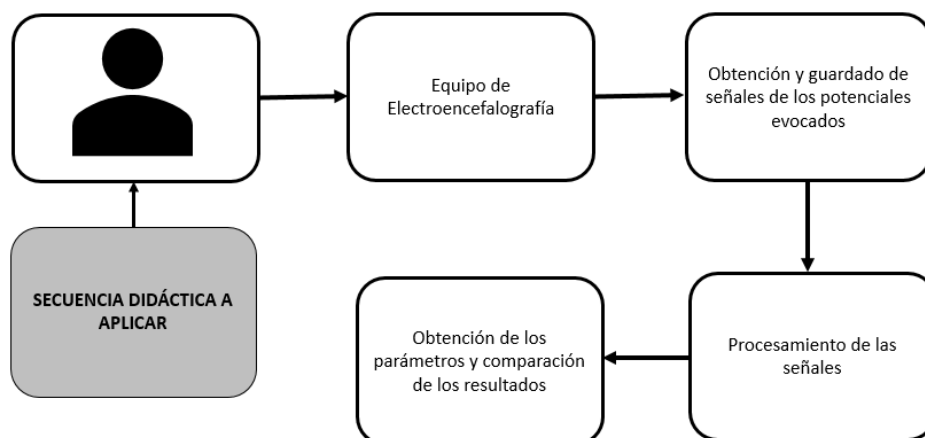 Equipo de
Electroencefalografía
Obtención y guardado de
señales de los potenciales
evocados
SECUENCIA DIDÁCTICA A
APLICAR
Obtención de los
parámetros y comparación
de los resultados
Procesamiento de las
señales